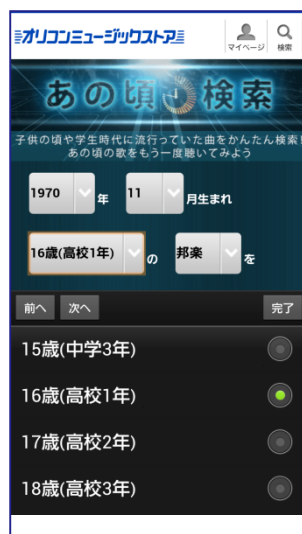 オリコンミュージックストア
マイページ 検索
あの頃検索
子供の頃や学生時代に流行っていた曲をかんたん検索!
あの頃の歌をもう一度聴いてみよう
1970 年 11 月生まれ
16歳(高校1年) の 邦楽 を
前へ 次へ 完了
15歳(中学3年)
16歳(高校1年)
17歳(高校2年)
18歳(高校3年)